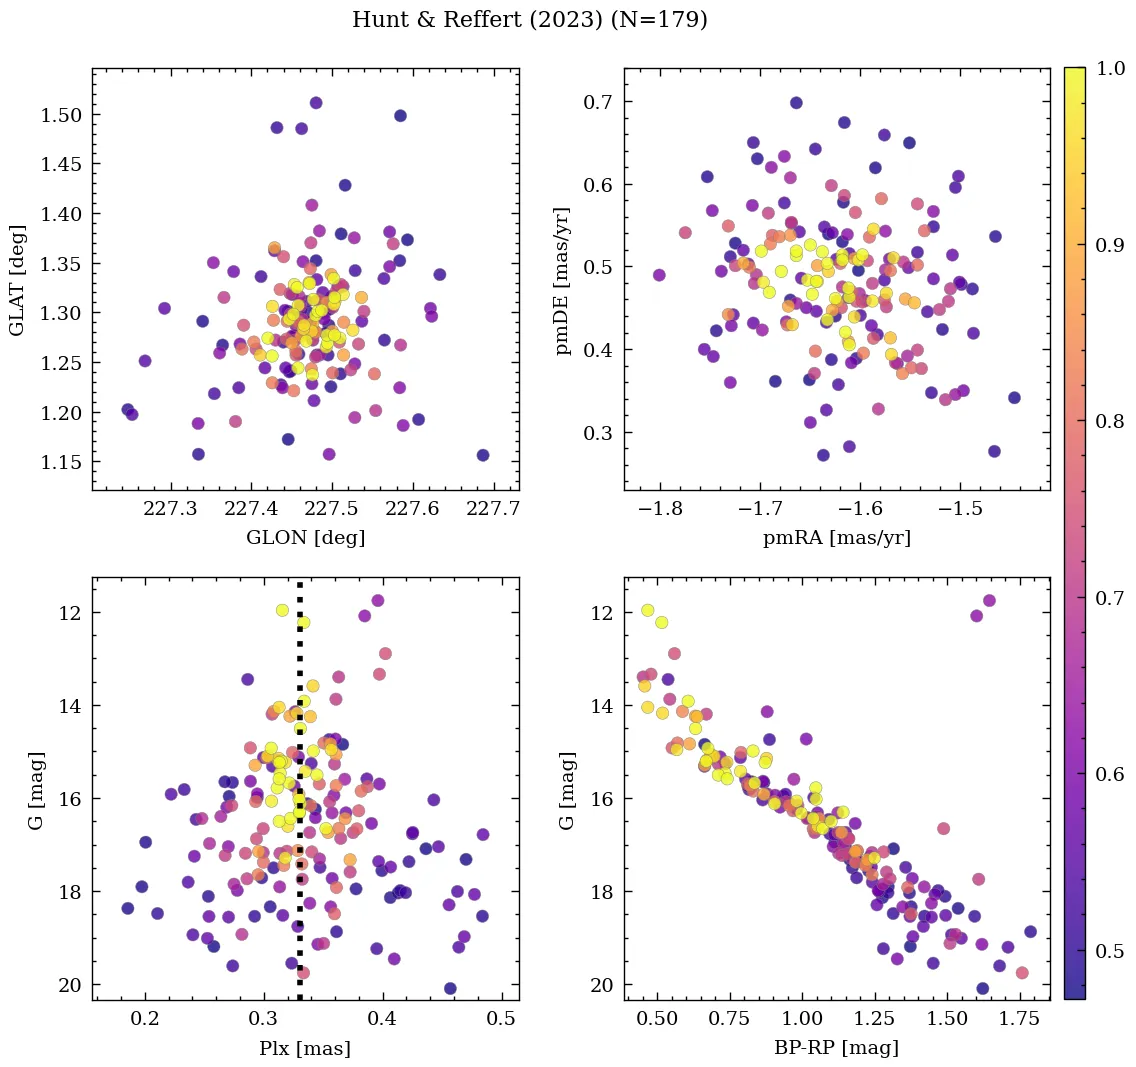 Hunt & Reffert (2023) (N=179)
1.50
1.45
1.40
1.35
1.30
1.25
1.20
1.15
GLAT [deg]
227.3 227.4 227.5 227.6 227.7
GLON [deg]
0.7
0.6
0.5
0.4
0.3
pmDE [mas/yr]
−1.8 −1.7 −1.6 −1.5
pmRA [mas/yr]
12
14
16
18
20
G [mag]
0.2 0.3 0.4 0.5
Plx [mas]
12
14
16
18
20
G [mag]
0.50 0.75 1.00 1.25 1.50 1.75
BP-RP [mag]
1.0
0.9
0.8
0.7
0.6
0.5